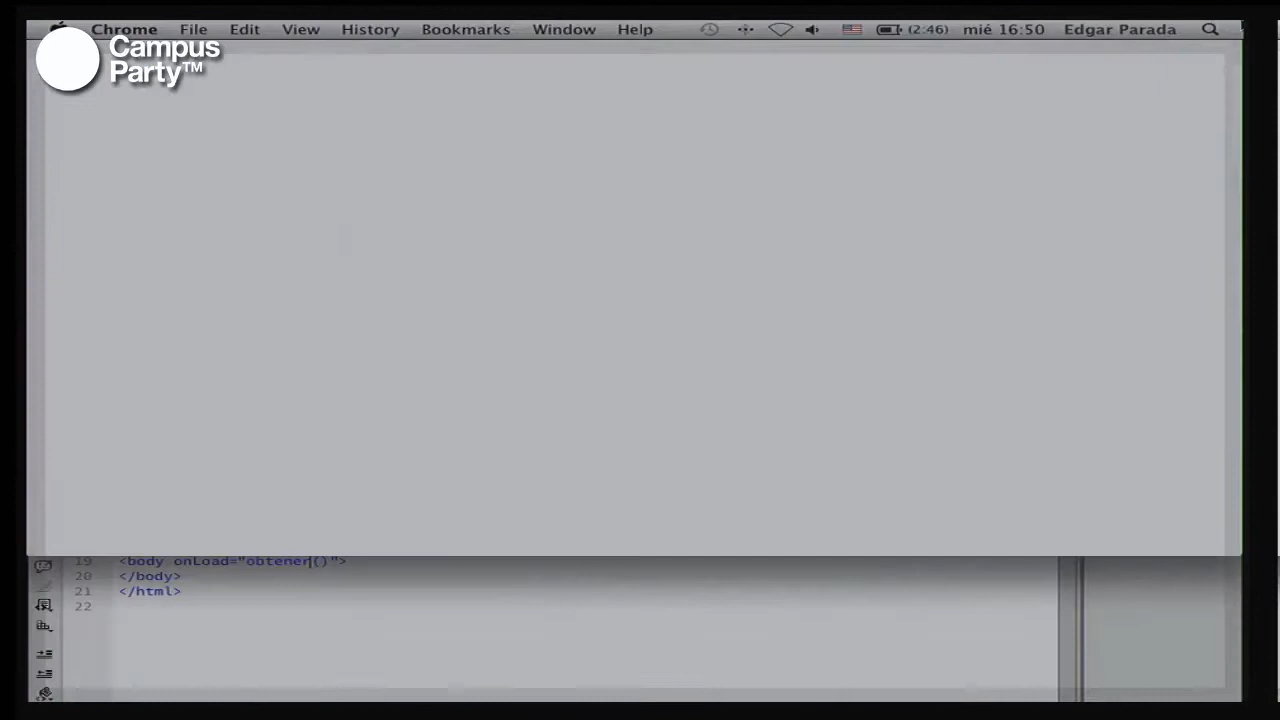 Chrome File Edit View History Bookmarks Window Help (2:46) mié 16:50 Edgar Parada
Campus
Party™
19 <body onLoad="obtener()">
20 </body>
21 </html>
22